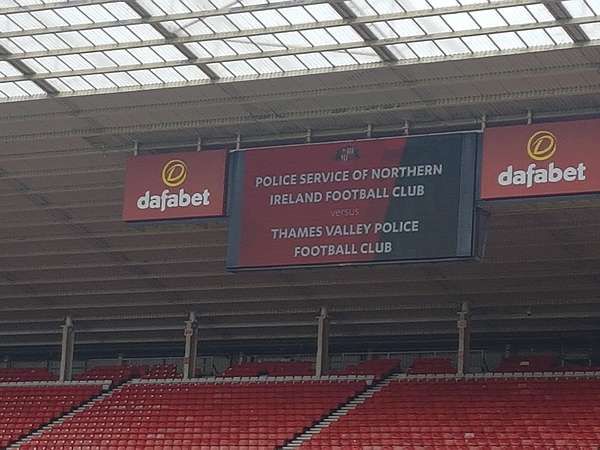 dafabet
POLICE SERVICE OF NORTHERN
IRELAND FOOTBALL CLUB
versus
THAMES VALLEY POLICE
FOOTBALL CLUB
dafabet